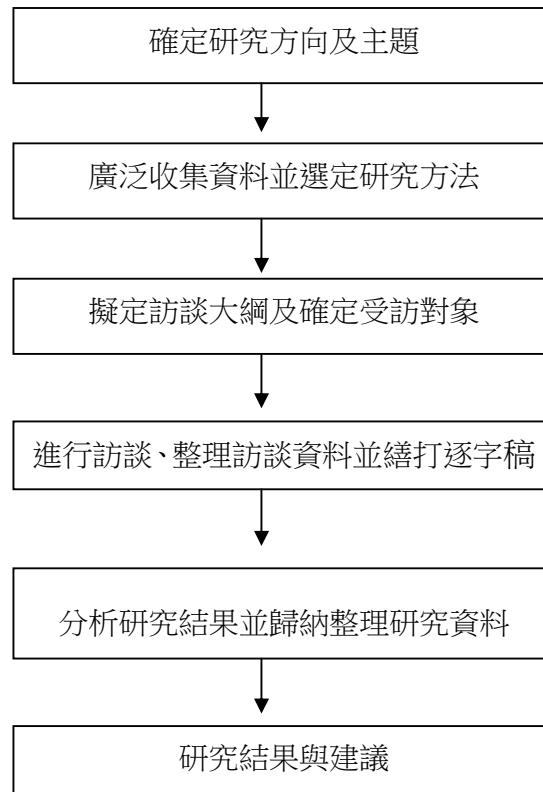 確定研究方向及主題
廣泛收集資料並選定研究方法
擬定訪談大綱及確定受訪對象
進行訪談、整理訪談資料並繕打逐字稿
分析研究結果並歸納整理研究資料
研究結果與建議